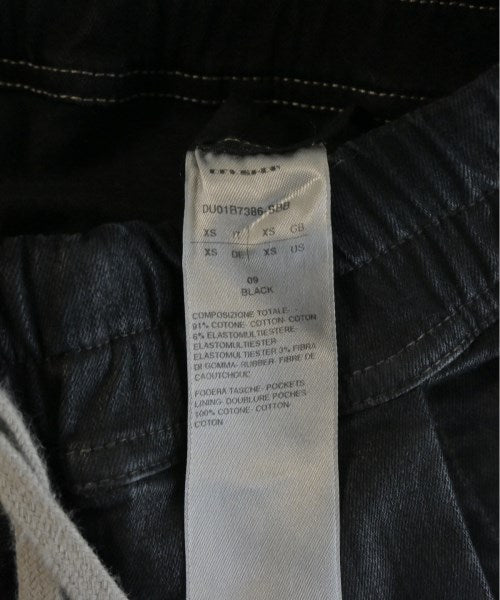 DU01B7386-SBB
XS IT XS GB
XS DE XS US
09
BLACK
COMPOSIZIONE TOTALE-
91% COTONE- COTTON- COTON
6% ELASTOMULTIESTERE-
ELASTOMULTIESTER-
ELASTOMULTIESTER 3% FIBRA
DI GOMMA- RUBBER- FIBRE DE
CAOUTCHOUC
FODERA TASCHE- POCKETS
LINING- DOUBLURE POCHES
100% COTONE- COTTON-
COTON